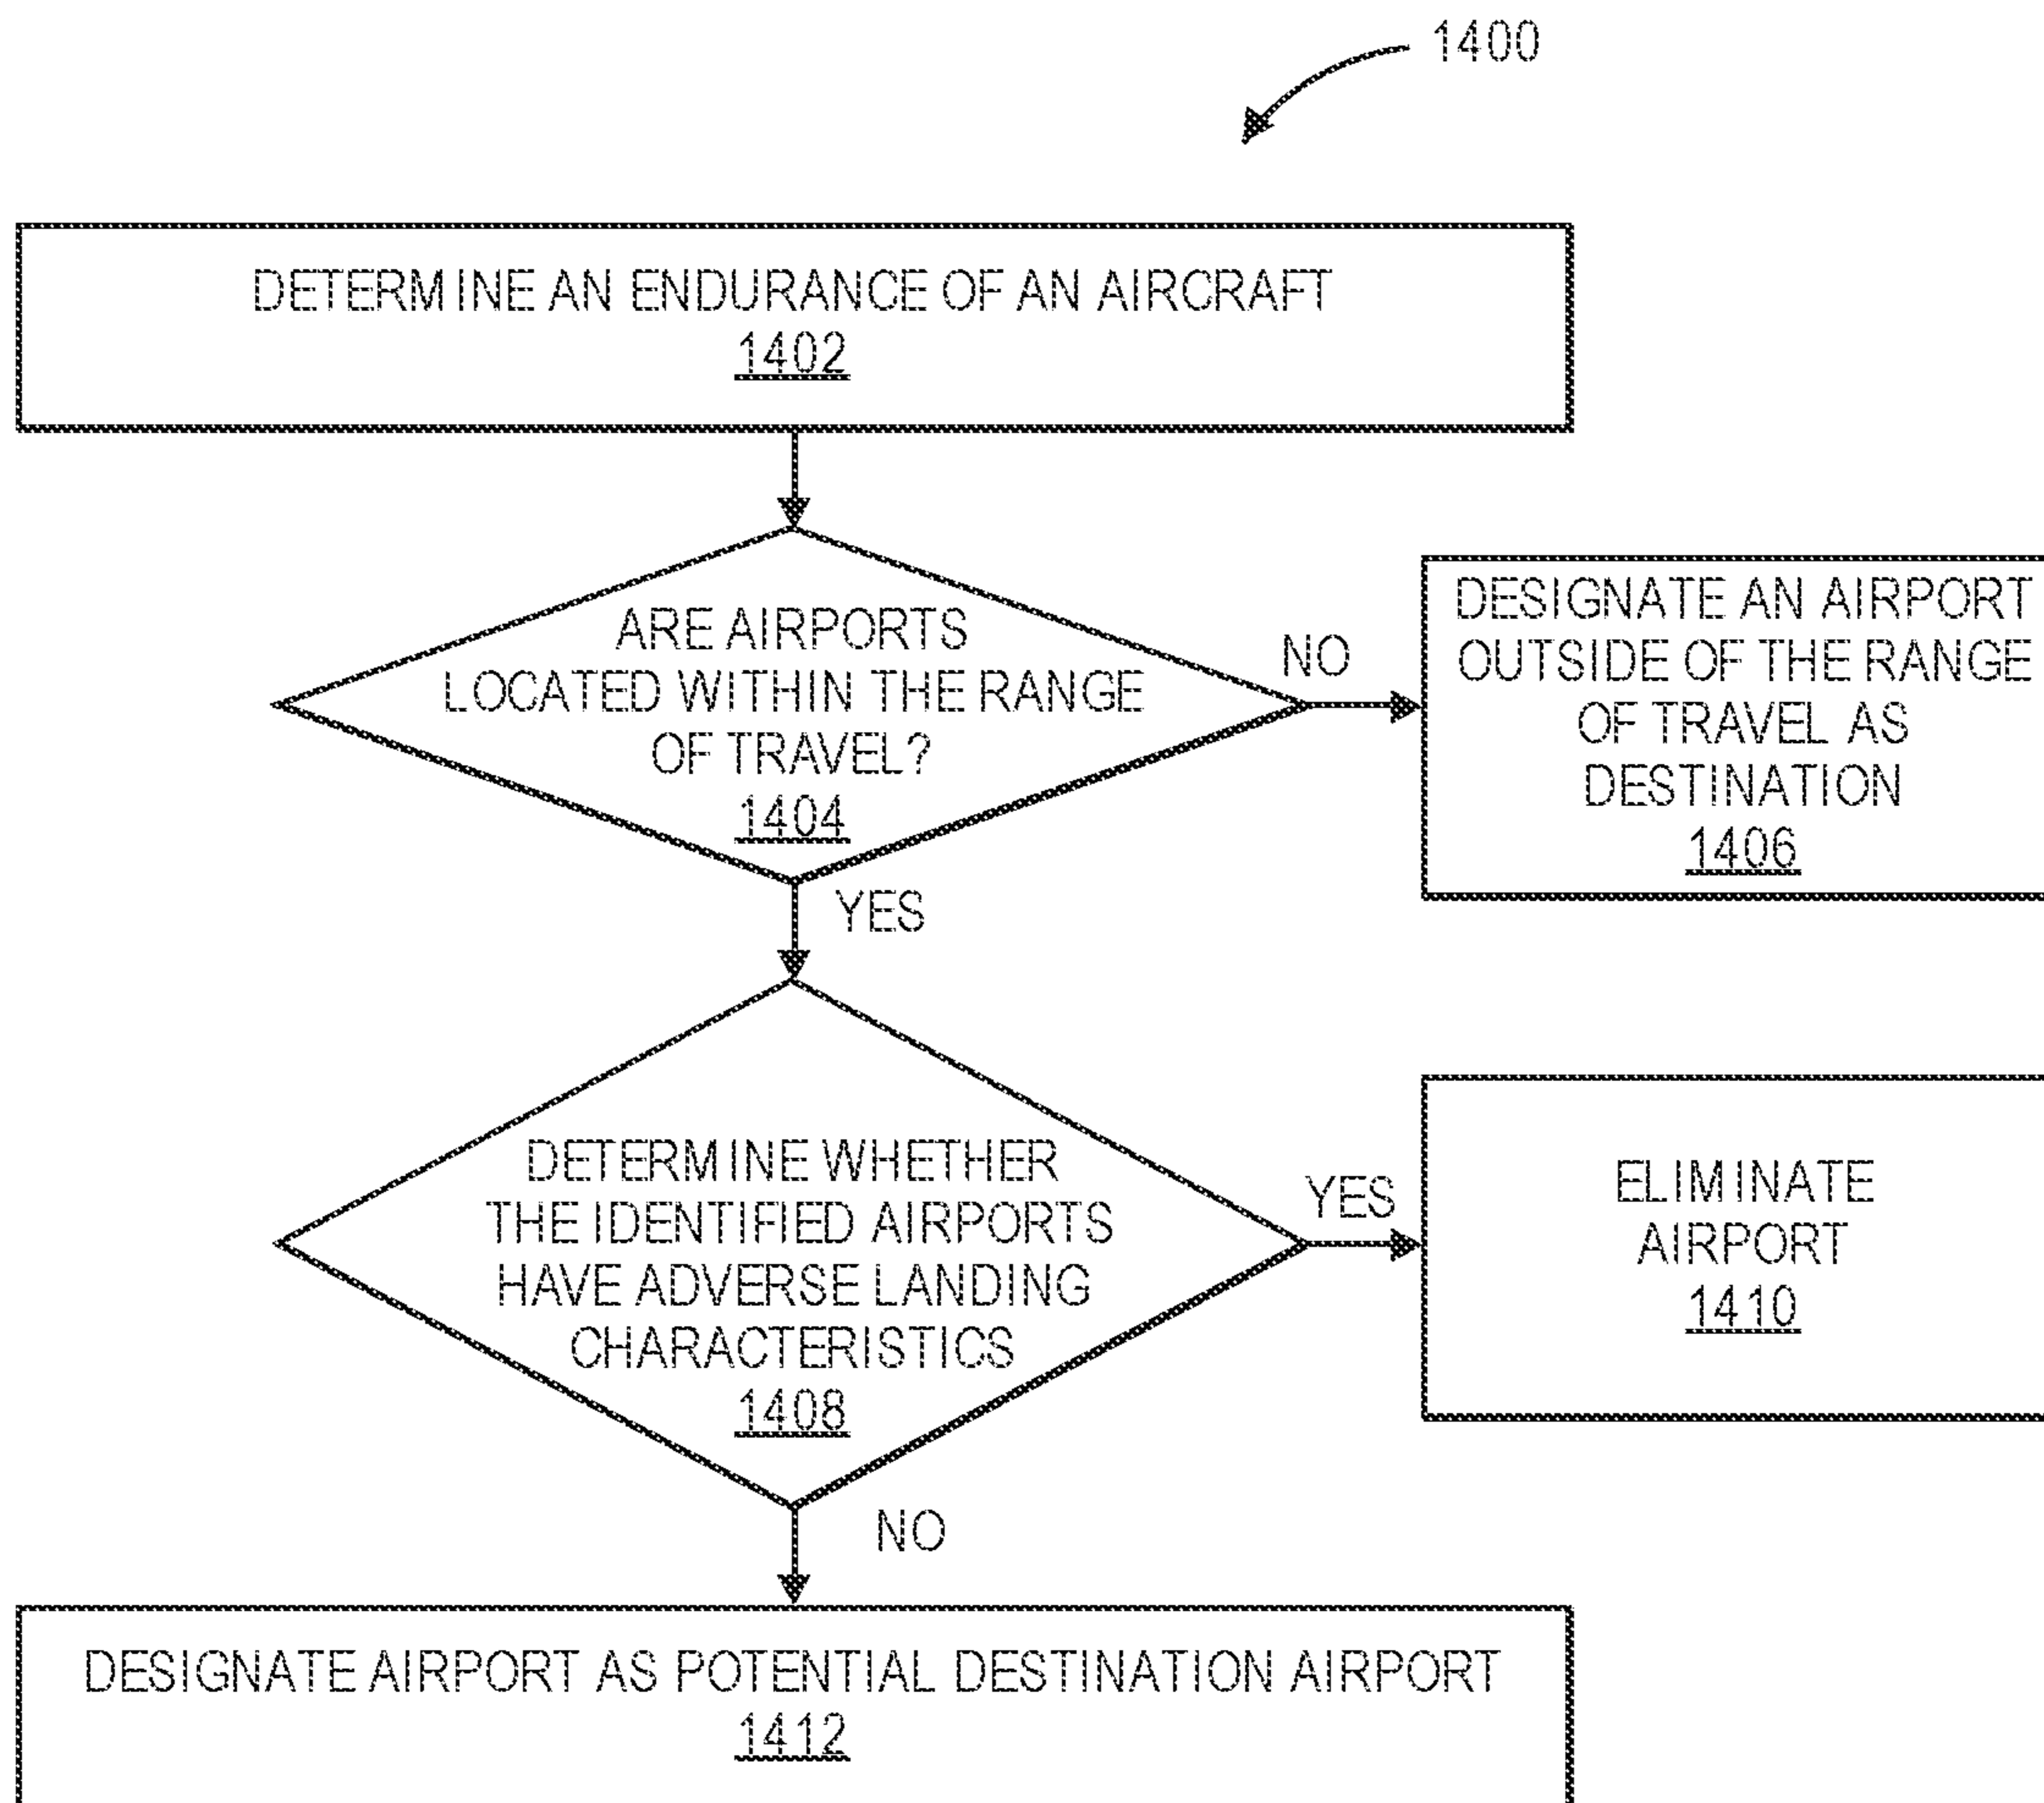 1400
DETERMINE AN ENDURANCE OF AN AIRCRAFT
1402
ARE AIRPORTS
LOCATED WITHIN THE RANGE
OF TRAVEL?
1404
NO
DESIGNATE AN AIRPORT
OUTSIDE OF THE RANGE
OF TRAVEL AS
DESTINATION
1406
YES
DETERMINE WHETHER
THE IDENTIFIED AIRPORTS
HAVE ADVERSE LANDING
CHARACTERISTICS
1408
YES
ELIMINATE
AIRPORT
1410
NO
DESIGNATE AIRPORT AS POTENTIAL DESTINATION AIRPORT
1412